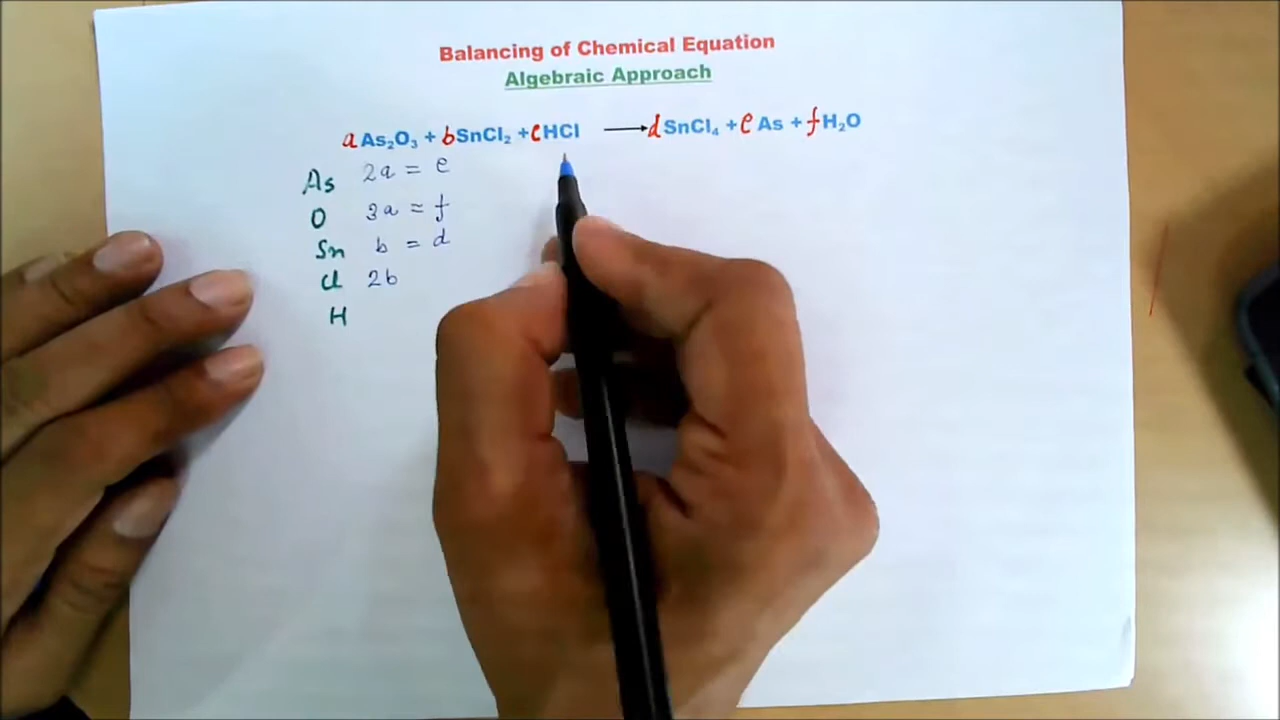 Balancing of Chemical Equation
Algebraic Approach
a As₂O₃ + b SnCl₂ + c HCl ⟶ d SnCl₄ + e As + f H₂O
As 2a = e
O 3a = f
Sn b = d
Cl 2b
H